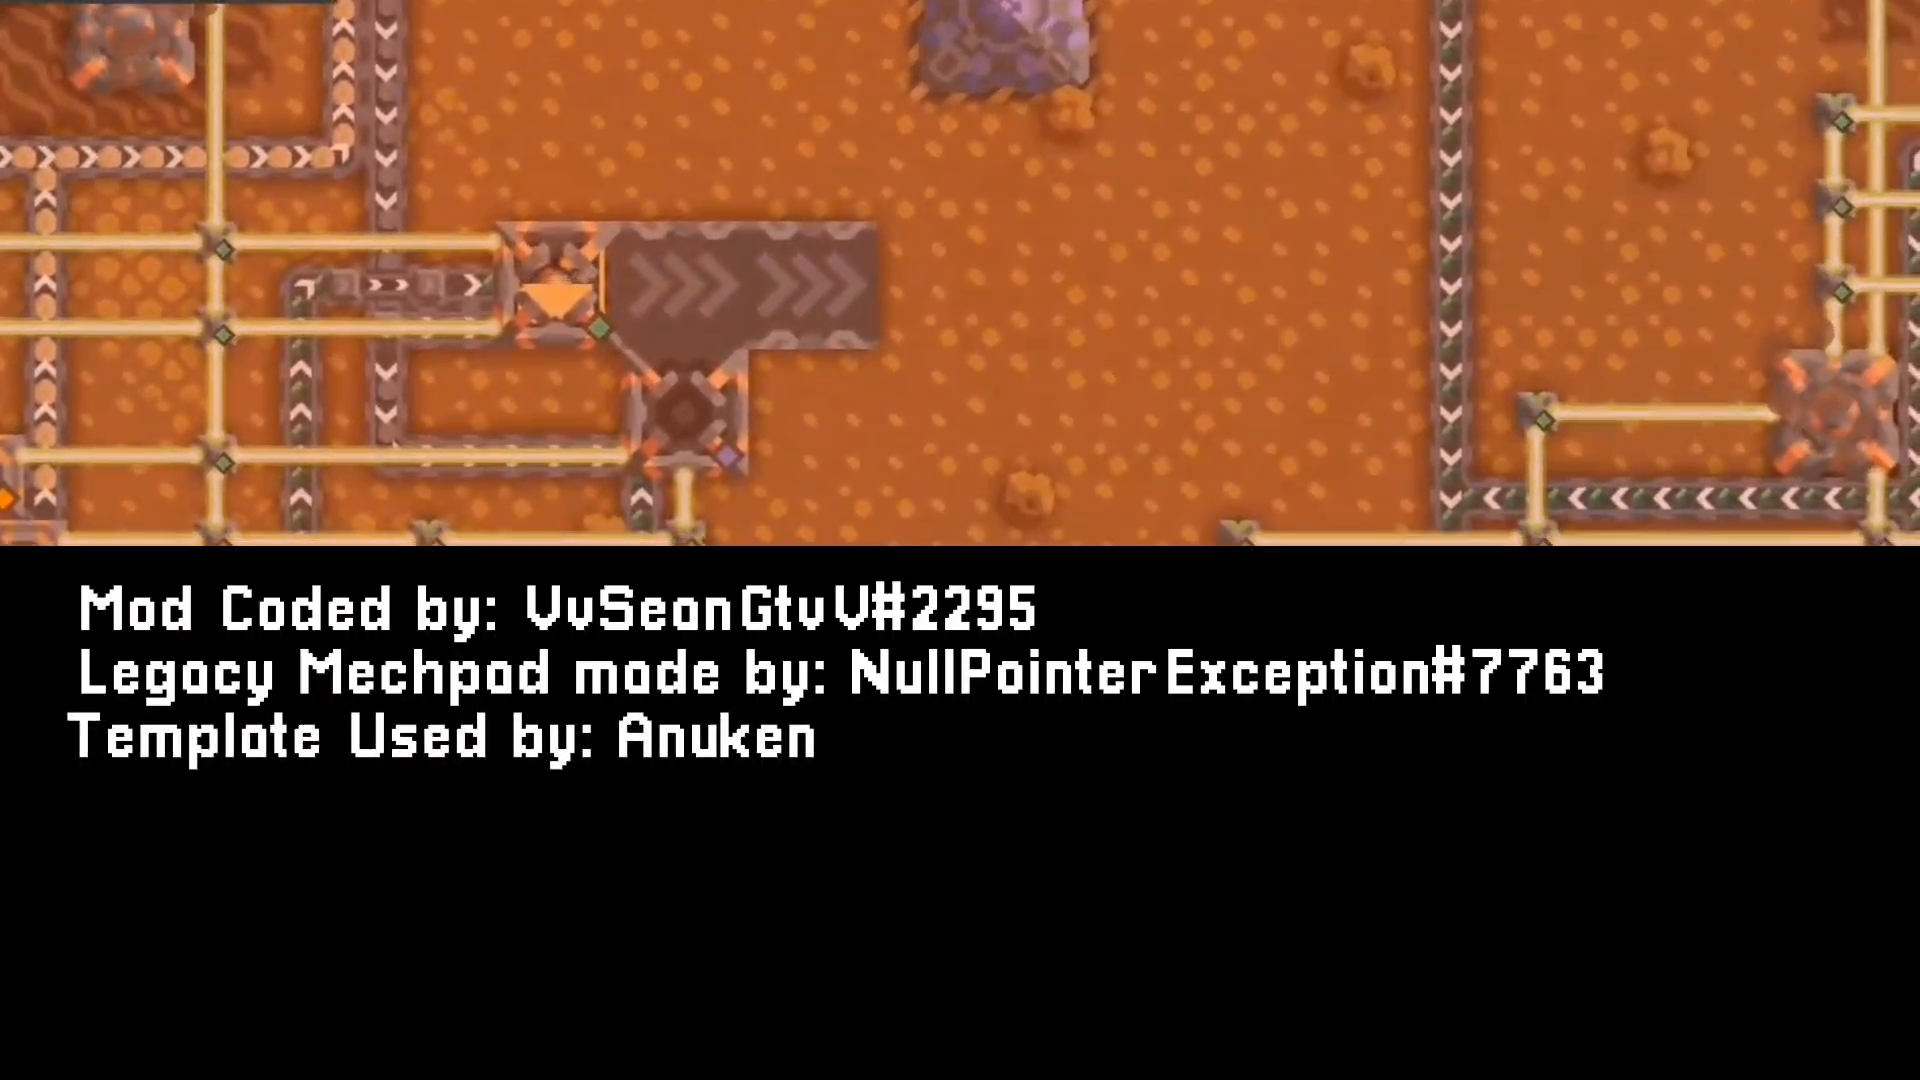 Mod Coded by: VvSeanGtvV#2295
Legacy Mechpad made by: NullPointerException#7763
Template Used by: Anuken